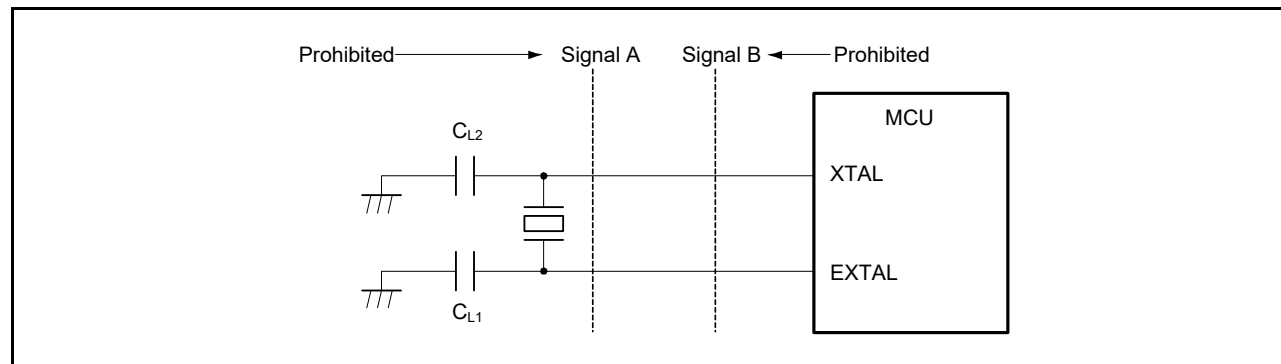 Prohibited Signal A Signal B Prohibited
MCU
CL2
XTAL
EXTAL
CL1